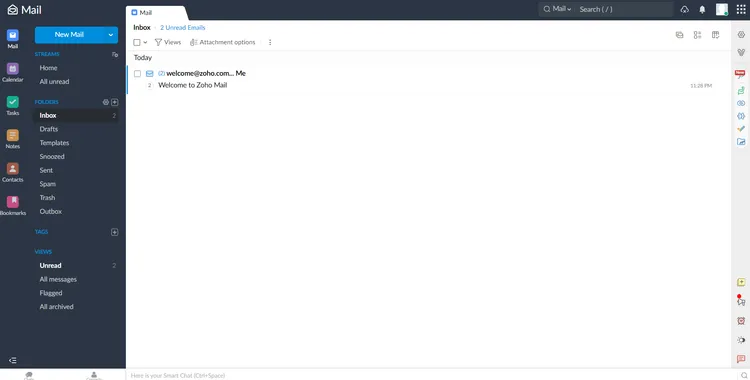 Mail
Mail
Mail
Search ( / )
Mail
Calendar
Tasks
Notes
Contacts
Bookmarks
New Mail
STREAMS
Home
All unread
FOLDERS
Inbox 2
Drafts
Templates
Snoozed
Sent
Spam
Trash
Outbox
TAGS
VIEWS
Unread 2
All messages
Flagged
All archived
Inbox 2 Unread Emails
Views Attachment options
Today
(2) welcome@zoho.com... Me
2 Welcome to Zoho Mail 11:28 PM
New
Here is your Smart Chat (Ctrl+Space)